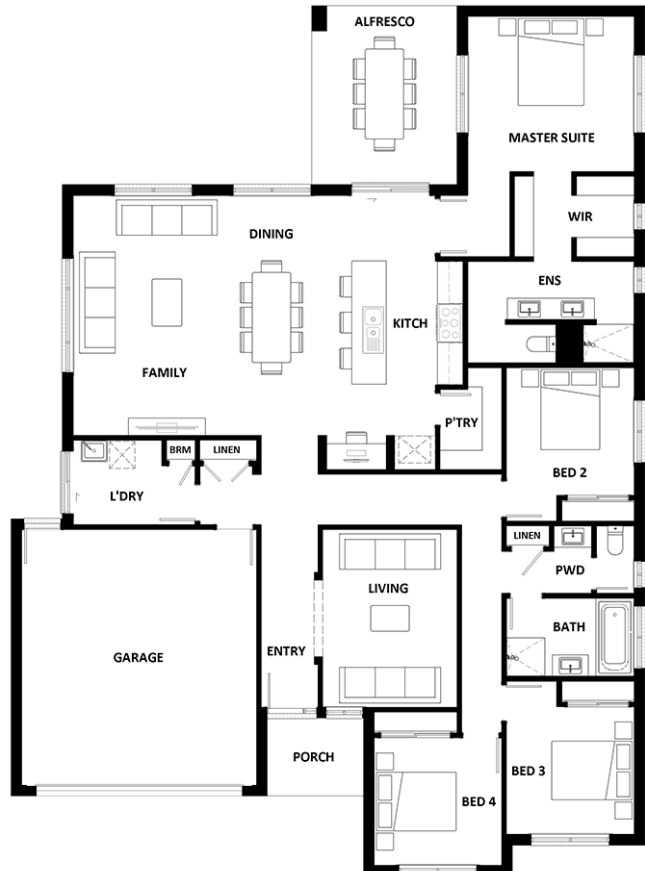 ALFRESCO
MASTER SUITE
WIR
DINING
ENS
KITCH
FAMILY
P'TRY
BRM
LINEN
BED 2
L'DRY
LINEN
PWD
LIVING
BATH
ENTRY
GARAGE
PORCH
BED 3
BED 4